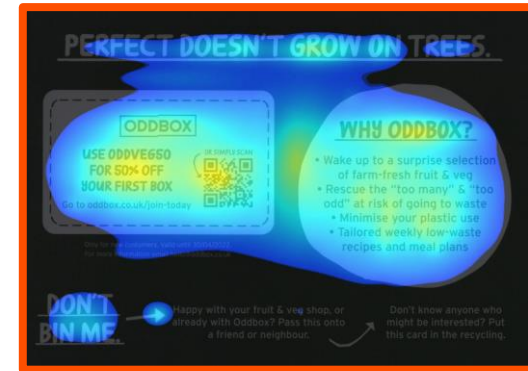 PERFECT DOESN'T GROW ON TREES.
ODDBOX
USE ODDVEG50
FOR 50% OFF
YOUR FIRST BOX
OR SIMPLY SCAN
Go to oddbox.co.uk/join-today
WHY ODDBOX?
• Wake up to a surprise selection
of farm-fresh fruit & veg
• Rescue the "too many" & "too
odd" at risk of going to waste
• Minimise your plastic use
• Tailored weekly low-waste
recipes and meal plans
DON'T
BIN ME.
Happy with your fruit & veg shop, or
already with Oddbox? Pass this onto
a friend or neighbour.
Don't know anyone who
might be interested? Put
this card in the recycling.